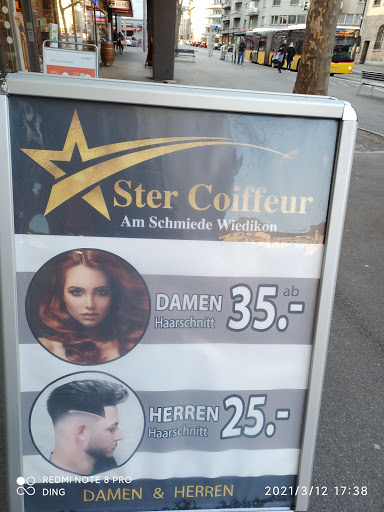 Ster Coiffeur
Am Schmiede Wiedikon
DAMEN
Haarschnitt
ab
35.-
HERREN
Haarschnitt
25.-
DAMEN & HERREN
REDMI NOTE 8 PRO
DING
2021/3/12 17:38